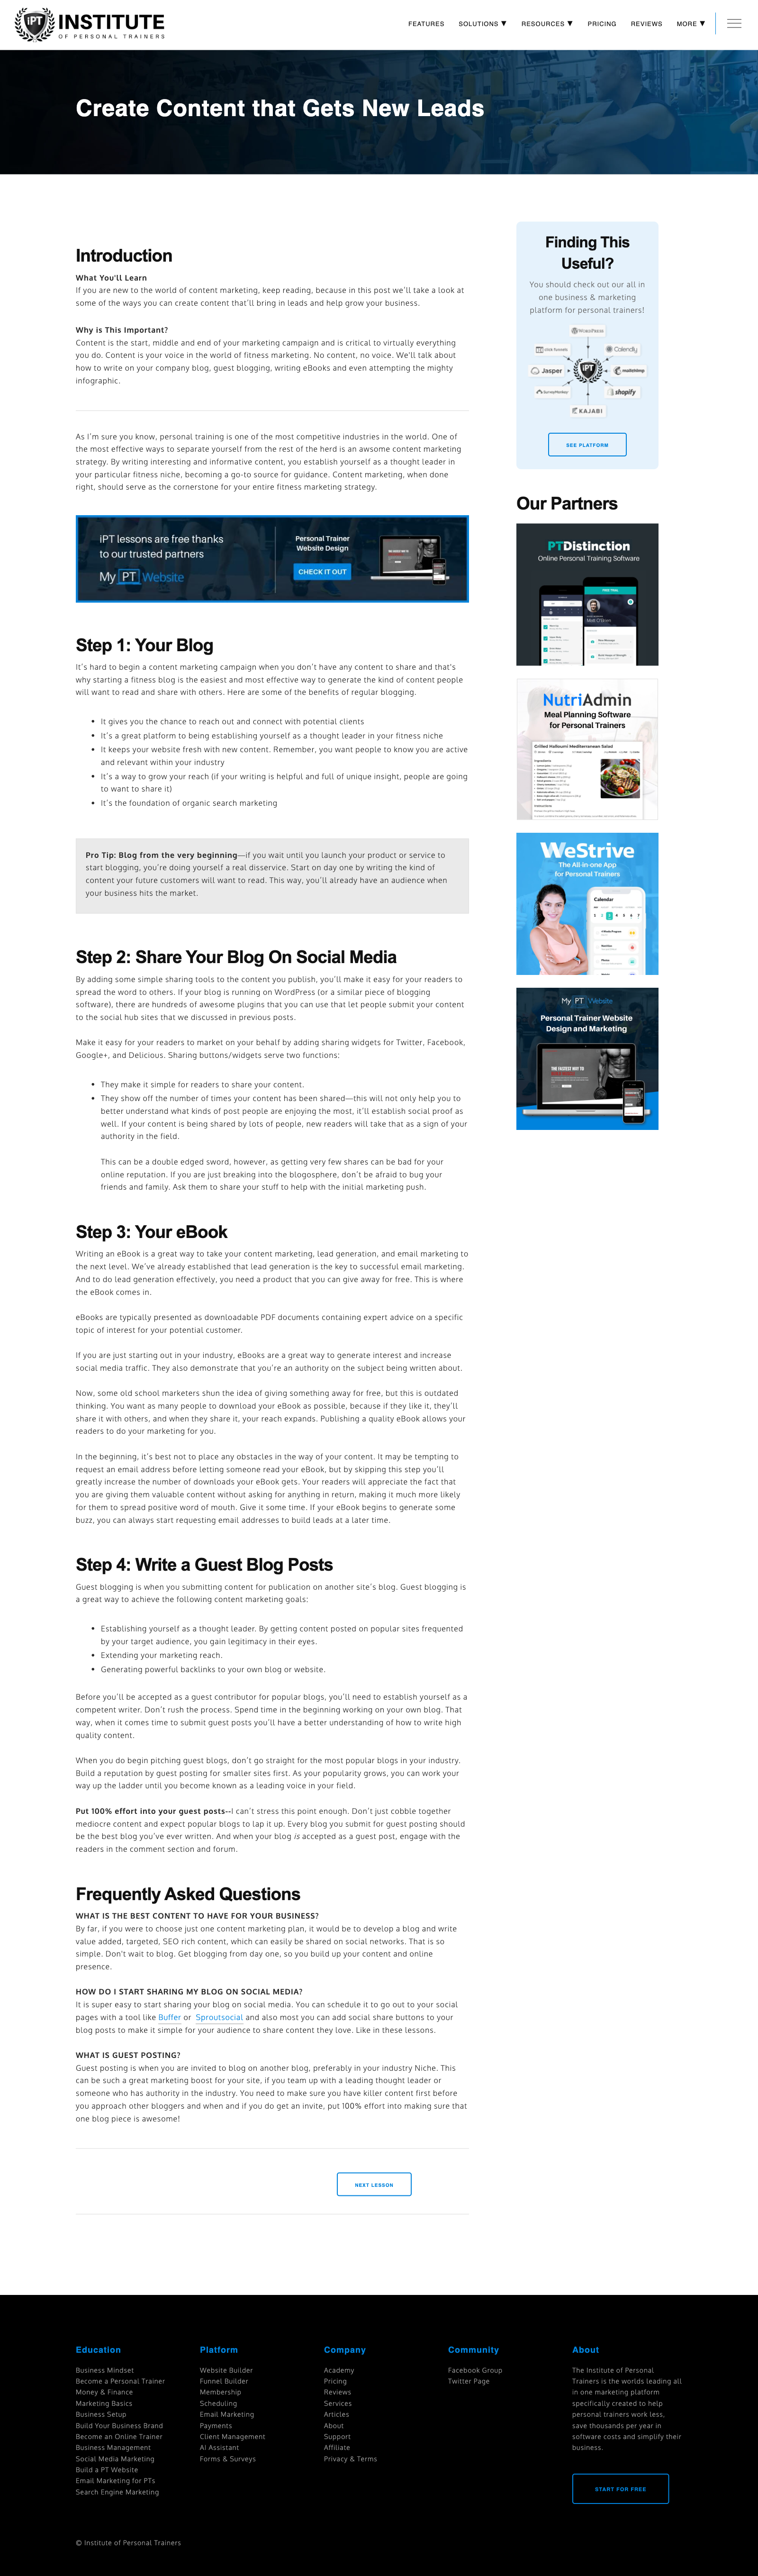 IPT
INSTITUTE
OF PERSONAL TRAINERS
FEATURES SOLUTIONS ▼ RESOURCES ▼ PRICING REVIEWS MORE ▼
Create Content that Gets New Leads
Introduction
What You'll Learn
If you are new to the world of content marketing, keep reading, because in this post we'll take a look at
some of the ways you can create content that'll bring in leads and help grow your business.
Why is This Important?
Content is the start, middle and end of your marketing campaign and is critical to virtually everything
you do. Content is your voice in the world of fitness marketing. No content, no voice. We'll talk about
how to write on your company blog, guest blogging, writing eBooks and even attempting the mighty
infographic.
As I'm sure you know, personal training is one of the most competitive industries in the world. One of
the most effective ways to separate yourself from the rest of the herd is an awsome content marketing
strategy. By writing interesting and informative content, you establish yourself as a thought leader in
your particular fitness niche, becoming a go-to source for guidance. Content marketing, when done
right, should serve as the cornerstone for your entire fitness marketing strategy.
iPT lessons are free thanks
to our trusted partners
My PT Website
Personal Trainer
Website Design
CHECK IT OUT
Step 1: Your Blog
It's hard to begin a content marketing campaign when you don't have any content to share and that's
why starting a fitness blog is the easiest and most effective way to generate the kind of content people
will want to read and share with others. Here are some of the benefits of regular blogging.
• It gives you the chance to reach out and connect with potential clients
• It's a great platform to being establishing yourself as a thought leader in your fitness niche
• It keeps your website fresh with new content. Remember, you want people to know you are active
and relevant within your industry
• It's a way to grow your reach (if your writing is helpful and full of unique insight, people are going
to want to share it)
• It's the foundation of organic search marketing
Pro Tip: Blog from the very beginning—if you wait until you launch your product or service to
start blogging, you're doing yourself a real disservice. Start on day one by writing the kind of
content your future customers will want to read. This way, you'll already have an audience when
your business hits the market.
Step 2: Share Your Blog On Social Media
By adding some simple sharing tools to the content you publish, you'll make it easy for your readers to
spread the word to others. If your blog is running on WordPress (or a similar piece of blogging
software), there are hundreds of awesome plugins that you can use that let people submit your content
to the social hub sites that we discussed in previous posts.
Make it easy for your readers to market on your behalf by adding sharing widgets for Twitter, Facebook,
Google+, and Delicious. Sharing buttons/widgets serve two functions:
• They make it simple for readers to share your content.
• They show off the number of times your content has been shared—this will not only help you to
better understand what kinds of post people are enjoying the most, it'll establish social proof as
well. If your content is being shared by lots of people, new readers will take that as a sign of your
authority in the field.
This can be a double edged sword, however, as getting very few shares can be bad for your
online reputation. If you are just breaking into the blogosphere, don't be afraid to bug your
friends and family. Ask them to share your stuff to help with the initial marketing push.
Step 3: Your eBook
Writing an eBook is a great way to take your content marketing, lead generation, and email marketing to
the next level. We've already established that lead generation is the key to successful email marketing.
And to do lead generation effectively, you need a product that you can give away for free. This is where
the eBook comes in.
eBooks are typically presented as downloadable PDF documents containing expert advice on a specific
topic of interest for your potential customer.
If you are just starting out in your industry, eBooks are a great way to generate interest and increase
social media traffic. They also demonstrate that you're an authority on the subject being written about.
Now, some old school marketers shun the idea of giving something away for free, but this is outdated
thinking. You want as many people to download your eBook as possible, because if they like it, they'll
share it with others, and when they share it, your reach expands. Publishing a quality eBook allows your
readers to do your marketing for you.
In the beginning, it's best not to place any obstacles in the way of your content. It may be tempting to
request an email address before letting someone read your eBook, but by skipping this step you'll
greatly increase the number of downloads your eBook gets. Your readers will appreciate the fact that
you are giving them valuable content without asking for anything in return, making it much more likely
for them to spread positive word of mouth. Give it some time. If your eBook begins to generate some
buzz, you can always start requesting email addresses to build leads at a later time.
Step 4: Write a Guest Blog Posts
Guest blogging is when you submitting content for publication on another site's blog. Guest blogging is
a great way to achieve the following content marketing goals:
• Establishing yourself as a thought leader. By getting content posted on popular sites frequented
by your target audience, you gain legitimacy in their eyes.
• Extending your marketing reach.
• Generating powerful backlinks to your own blog or website.
Before you'll be accepted as a guest contributor for popular blogs, you'll need to establish yourself as a
competent writer. Don't rush the process. Spend time in the beginning working on your own blog. That
way, when it comes time to submit guest posts you'll have a better understanding of how to write high
quality content.
When you do begin pitching guest blogs, don't go straight for the most popular blogs in your industry.
Build a reputation by guest posting for smaller sites first. As your popularity grows, you can work your
way up the ladder until you become known as a leading voice in your field.
Put 100% effort into your guest posts--I can't stress this point enough. Don't just cobble together
mediocre content and expect popular blogs to lap it up. Every blog you submit for guest posting should
be the best blog you've ever written. And when your blog is accepted as a guest post, engage with the
readers in the comment section and forum.
Frequently Asked Questions
WHAT IS THE BEST CONTENT TO HAVE FOR YOUR BUSINESS?
By far, if you were to choose just one content marketing plan, it would be to develop a blog and write
value added, targeted, SEO rich content, which can easily be shared on social networks. That is so
simple. Don't wait to blog. Get blogging from day one, so you build up your content and online
presence.
HOW DO I START SHARING MY BLOG ON SOCIAL MEDIA?
It is super easy to start sharing your blog on social media. You can schedule it to go out to your social
pages with a tool like Buffer or Sproutsocial and also most you can add social share buttons to your
blog posts to make it simple for your audience to share content they love. Like in these lessons.
WHAT IS GUEST POSTING?
Guest posting is when you are invited to blog on another blog, preferably in your industry Niche. This
can be such a great marketing boost for your site, if you team up with a leading thought leader or
someone who has authority in the industry. You need to make sure you have killer content first before
you approach other bloggers and when and if you do get an invite, put 100% effort into making sure that
one blog piece is awesome!
NEXT LESSON
Finding This
Useful?
You should check out our all in
one business & marketing
platform for personal trainers!
WordPress
click funnels
Calendly
Jasper
IPT
mailchimp
SurveyMonkey
shopify
KAJABI
SEE PLATFORM
Our Partners
PTDistinction
Online Personal Training Software
FREE TRIAL
NutriAdmin
Meal Planning Software
for Personal Trainers
Grilled Halloumi Mediterranean Salad
Ingredients
WeStrive
The All-in-one App
for Personal Trainers
Calendar
My PT Website
Personal Trainer Website
Design and Marketing
Education
Business Mindset
Become a Personal Trainer
Money & Finance
Marketing Basics
Business Setup
Build Your Business Brand
Become an Online Trainer
Business Management
Social Media Marketing
Build a PT Website
Email Marketing for PTs
Search Engine Marketing
Platform
Website Builder
Funnel Builder
Membership
Scheduling
Email Marketing
Payments
Client Management
AI Assistant
Forms & Surveys
Company
Academy
Pricing
Reviews
Services
Articles
About
Support
Affiliate
Privacy & Terms
Community
Facebook Group
Twitter Page
About
The Institute of Personal
Trainers is the worlds leading all
in one marketing platform
specifically created to help
personal trainers work less,
save thousands per year in
software costs and simplify their
business.
START FOR FREE
© Institute of Personal Trainers